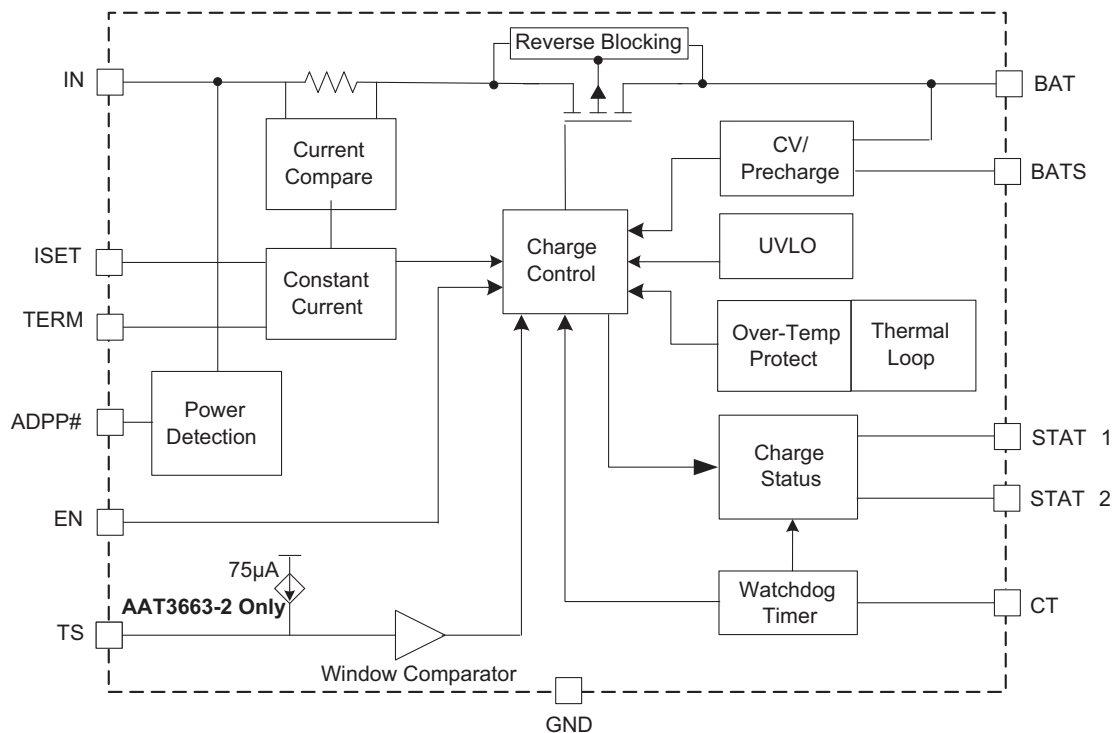 Reverse Blocking
IN
BAT
Current
Compare
CV/
Precharge
BATS
ISET
Constant
Current
Charge
Control
UVLO
TERM
Over-Temp
Protect
Thermal
Loop
ADPP#
Power
Detection
Charge
Status
STAT 1
STAT 2
EN
75µA
AAT3663-2 Only
TS
Window Comparator
Watchdog
Timer
CT
GND